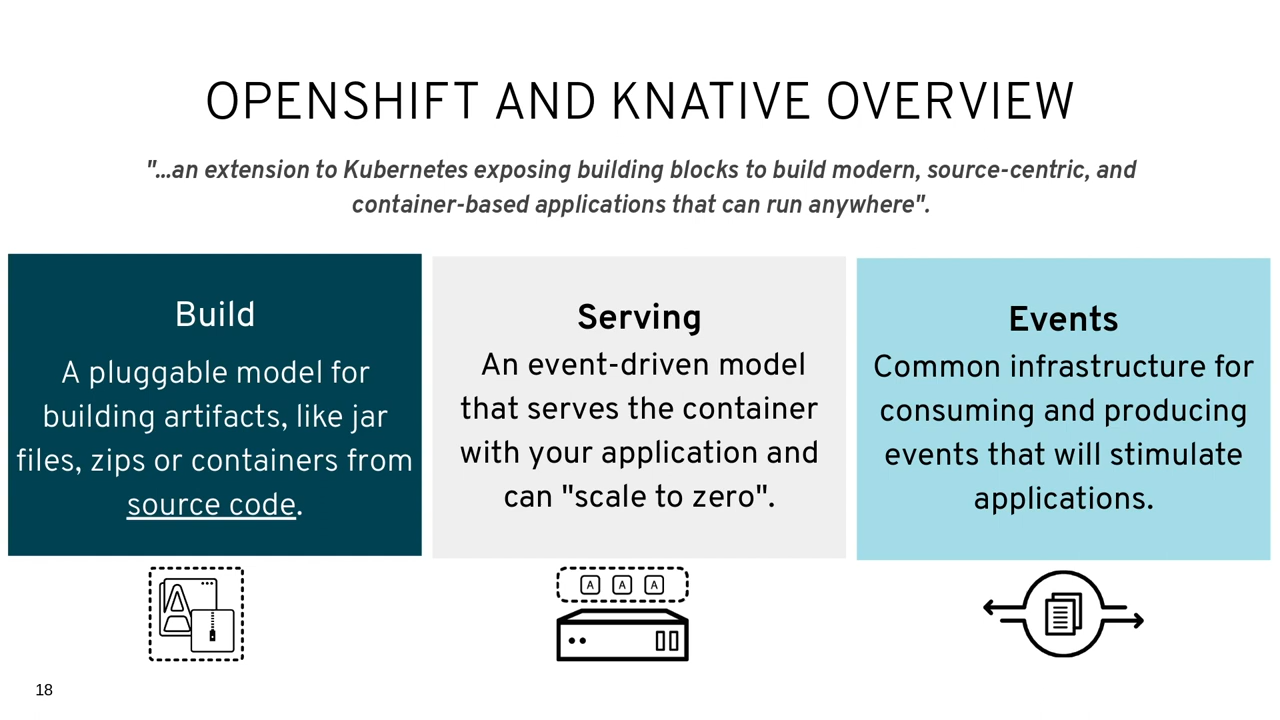 OPENSHIFT AND KNATIVE OVERVIEW
"...an extension to Kubernetes exposing building blocks to build modern, source-centric, and
container-based applications that can run anywhere".
Build
A pluggable model for
building artifacts, like jar
files, zips or containers from
source code.
Serving
An event-driven model
that serves the container
with your application and
can "scale to zero".
Events
Common infrastructure for
consuming and producing
events that will stimulate
applications.
A
A A A
18